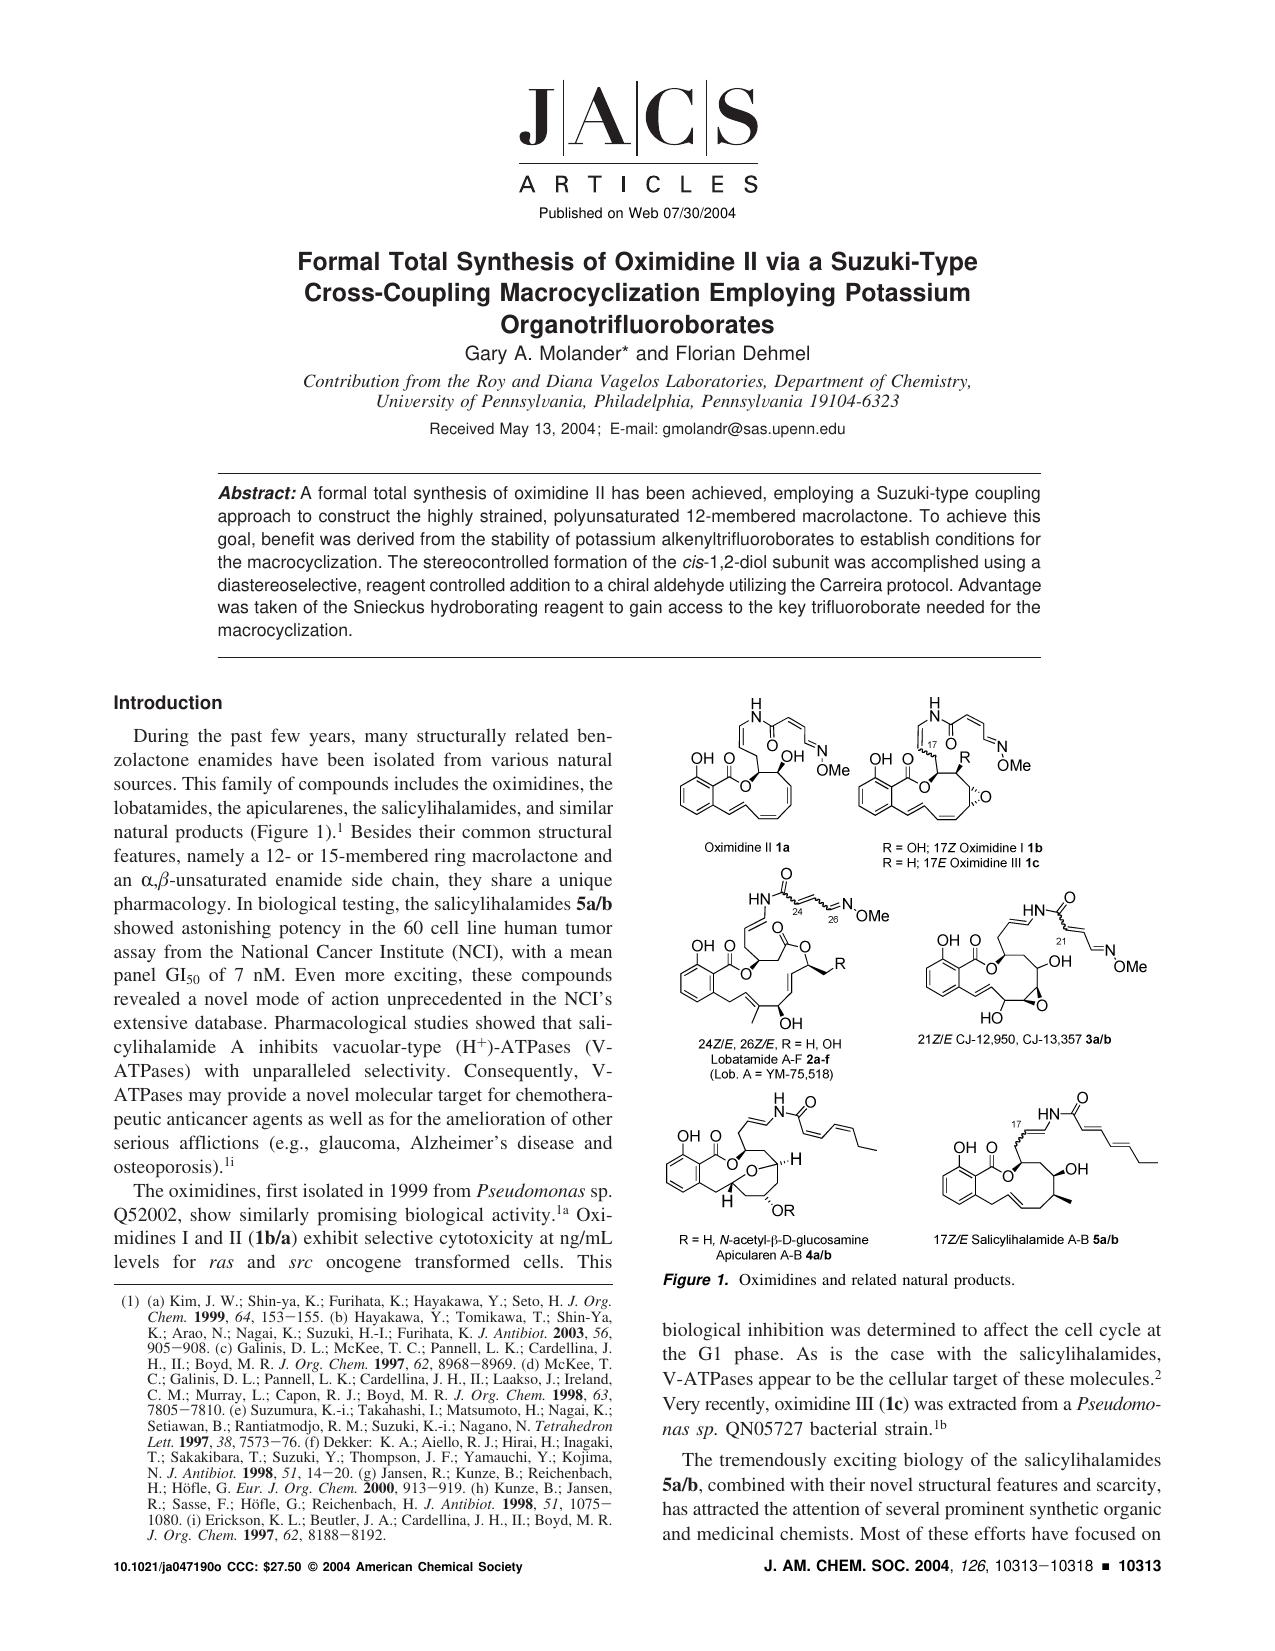 J|A|C|S
ARTICLES
Published on Web 07/30/2004
Formal Total Synthesis of Oximidine II via a Suzuki-Type
Cross-Coupling Macrocyclization Employing Potassium
Organotrifluoroborates
Gary A. Molander* and Florian Dehmel
Contribution from the Roy and Diana Vagelos Laboratories, Department of Chemistry,
University of Pennsylvania, Philadelphia, Pennsylvania 19104-6323
Received May 13, 2004; E-mail: gmolandr@sas.upenn.edu
Abstract: A formal total synthesis of oximidine II has been achieved, employing a Suzuki-type coupling
approach to construct the highly strained, polyunsaturated 12-membered macrolactone. To achieve this
goal, benefit was derived from the stability of potassium alkenyltrifluoroborates to establish conditions for
the macrocyclization. The stereocontrolled formation of the cis-1,2-diol subunit was accomplished using a
diastereoselective, reagent controlled addition to a chiral aldehyde utilizing the Carreira protocol. Advantage
was taken of the Snieckus hydroborating reagent to gain access to the key trifluoroborate needed for the
macrocyclization.
Introduction
During the past few years, many structurally related ben-
zolactone enamides have been isolated from various natural
sources. This family of compounds includes the oximidines, the
lobatamides, the apicularenes, the salicylihalamides, and similar
natural products (Figure 1).1 Besides their common structural
features, namely a 12- or 15-membered ring macrolactone and
an α,β-unsaturated enamide side chain, they share a unique
pharmacology. In biological testing, the salicylihalamides 5a/b
showed astonishing potency in the 60 cell line human tumor
assay from the National Cancer Institute (NCI), with a mean
panel GI50 of 7 nM. Even more exciting, these compounds
revealed a novel mode of action unprecedented in the NCI's
extensive database. Pharmacological studies showed that sali-
cylihalamide A inhibits vacuolar-type (H+)-ATPases (V-
ATPases) with unparalleled selectivity. Consequently, V-
ATPases may provide a novel molecular target for chemothera-
peutic anticancer agents as well as for the amelioration of other
serious afflictions (e.g., glaucoma, Alzheimer's disease and
osteoporosis).1i
The oximidines, first isolated in 1999 from Pseudomonas sp.
Q52002, show similarly promising biological activity.1a Oxi-
midines I and II (1b/a) exhibit selective cytotoxicity at ng/mL
levels for ras and src oncogene transformed cells. This
(1) (a) Kim, J. W.; Shin-ya, K.; Furihata, K.; Hayakawa, Y.; Seto, H. J. Org.
Chem. 1999, 64, 153−155. (b) Hayakawa, Y.; Tomikawa, T.; Shin-Ya,
K.; Arao, N.; Nagai, K.; Suzuki, H.-I.; Furihata, K. J. Antibiot. 2003, 56,
905−908. (c) Galinis, D. L.; McKee, T. C.; Pannell, L. K.; Cardellina, J.
H., II.; Boyd, M. R. J. Org. Chem. 1997, 62, 8968−8969. (d) McKee, T.
C.; Galinis, D. L.; Pannell, L. K.; Cardellina, J. H., II.; Laakso, J.; Ireland,
C. M.; Murray, L.; Capon, R. J.; Boyd, M. R. J. Org. Chem. 1998, 63,
7805−7810. (e) Suzumura, K.-i.; Takahashi, I.; Matsumoto, H.; Nagai, K.;
Setiawan, B.; Rantiatmodjo, R. M.; Suzuki, K.-i.; Nagano, N. Tetrahedron
Lett. 1997, 38, 7573−76. (f) Dekker: K. A.; Aiello, R. J.; Hirai, H.; Inagaki,
T.; Sakakibara, T.; Suzuki, Y.; Thompson, J. F.; Yamauchi, Y.; Kojima,
N. J. Antibiot. 1998, 51, 14−20. (g) Jansen, R.; Kunze, B.; Reichenbach,
H.; Höfle, G. Eur. J. Org. Chem. 2000, 913−919. (h) Kunze, B.; Jansen,
R.; Sasse, F.; Höfle, G.; Reichenbach, H. J. Antibiot. 1998, 51, 1075−
1080. (i) Erickson, K. L.; Beutler, J. A.; Cardellina, J. H., II.; Boyd, M. R.
J. Org. Chem. 1997, 62, 8188−8192.
H
N
O
N
OMe
OH O
O
OH
Oximidine II 1a
H
N
17
O
N
OMe
OH O
O
R
O
R = OH; 17Z Oximidine I 1b
R = H; 17E Oximidine III 1c
O
HN
24
26
N
OMe
O
OH O
O
O
R
OH
24Z/E, 26Z/E, R = H, OH
Lobatamide A-F 2a-f
(Lob. A = YM-75,518)
O
HN
21
N
OMe
OH O
O
OH
O
HO
21Z/E CJ-12,950, CJ-13,357 3a/b
H
N
O
OH O
O
O
H
H
OR
R = H, N-acetyl-β-D-glucosamine
Apicularen A-B 4a/b
O
17
HN
OH O
O
OH
17Z/E Salicylihalamide A-B 5a/b
Figure 1. Oximidines and related natural products.
biological inhibition was determined to affect the cell cycle at
the G1 phase. As is the case with the salicylihalamides,
V-ATPases appear to be the cellular target of these molecules.2
Very recently, oximidine III (1c) was extracted from a Pseudomo-
nas sp. QN05727 bacterial strain.1b
The tremendously exciting biology of the salicylihalamides
5a/b, combined with their novel structural features and scarcity,
has attracted the attention of several prominent synthetic organic
and medicinal chemists. Most of these efforts have focused on
10.1021/ja047190o CCC: $27.50 © 2004 American Chemical Society
J. AM. CHEM. SOC. 2004, 126, 10313−10318 ■ 10313